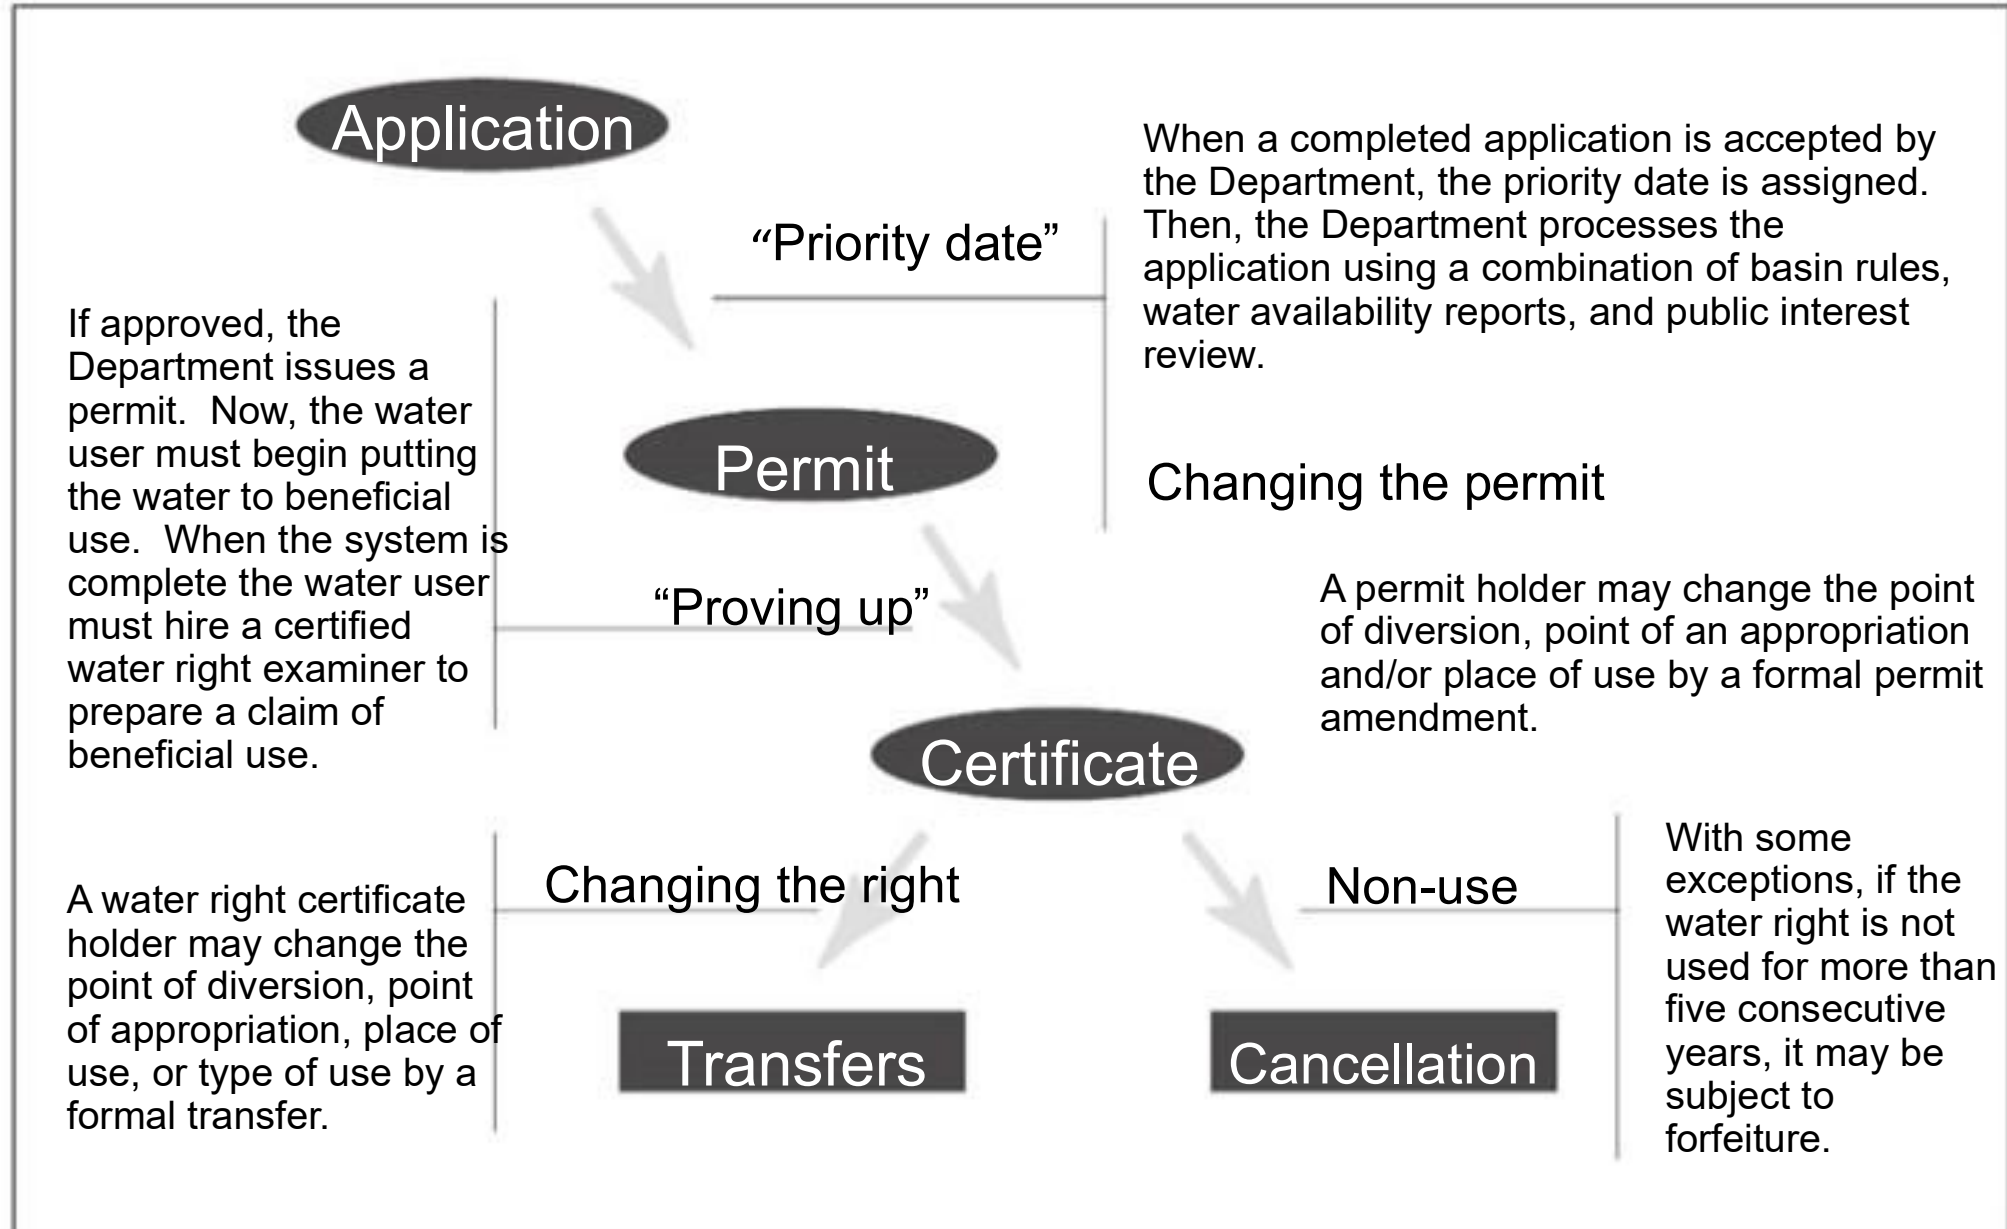 Application
When a completed application is accepted by
the Department, the priority date is assigned.
Then, the Department processes the
application using a combination of basin rules,
water availability reports, and public interest
review.
“Priority date”
If approved, the
Department issues a
permit.  Now, the water
user must begin putting
the water to beneficial
use.  When the system is
complete the water user
must hire a certified
water right examiner to
prepare a claim of
beneficial use.
Permit
Changing the permit
“Proving up”
A permit holder may change the point
of diversion, point of an appropriation
and/or place of use by a formal permit
amendment.
Certificate
Changing the right
A water right certificate
holder may change the
point of diversion, point
of appropriation, place of
use, or type of use by a
formal transfer.
Non-use
With some
exceptions, if the
water right is not
used for more than
five consecutive
years, it may be
subject to
forfeiture.
Transfers
Cancellation